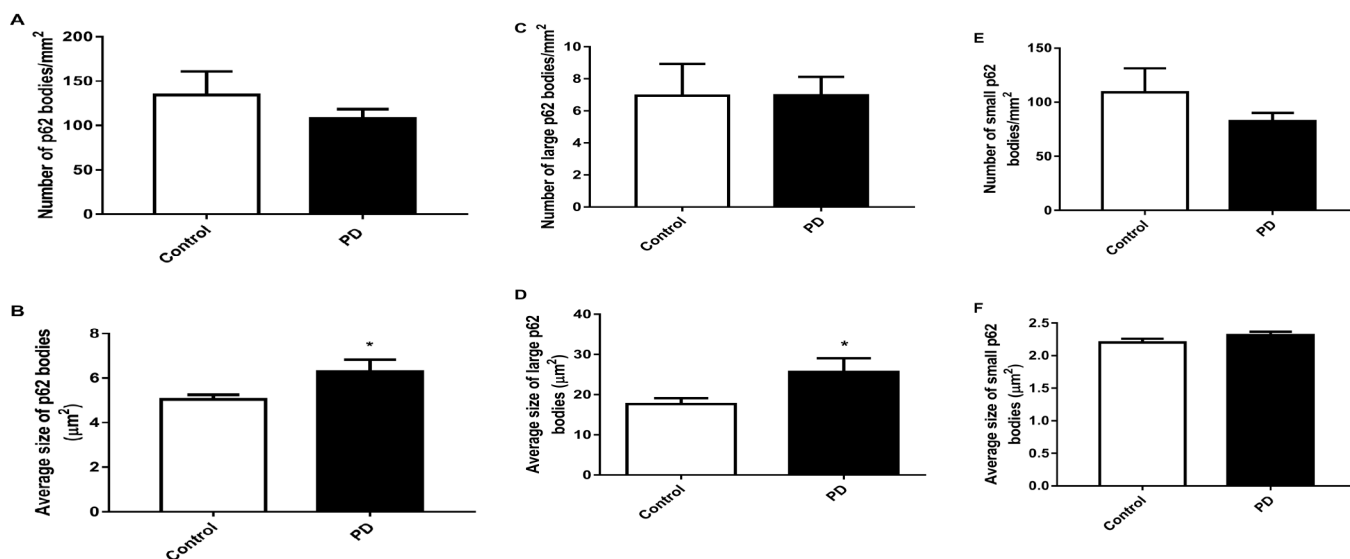 A
Number of p62 bodies/mm²
200
150
100
50
0
Control
PD
B
Average size of p62 bodies
(μm²)
8
6
4
2
0
*
Control
PD
C
Number of large p62 bodies/mm²
10
8
6
4
2
0
Control
PD
D
Average size of large p62
bodies (μm²)
40
30
20
10
0
*
Control
PD
E
Number of small p62
bodies/mm²
150
100
50
0
Control
PD
F
Average size of small p62
bodies (μm²)
2.5
2.0
1.5
1.0
0.5
0.0
Control
PD